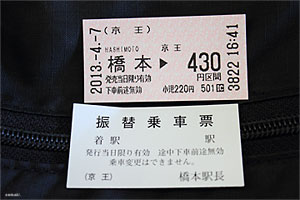 2013.-4.-7
(京王)
HASHIMOTO 京王
橋本▶430
円区間
発売当日限り有効
下車前途無効 小児220円 501
3822 16:41
振替乗車票
着駅 駅
発行当日限り有効 途中下車前途無効
乗車変更はできません。
(京王) 橋本駅長